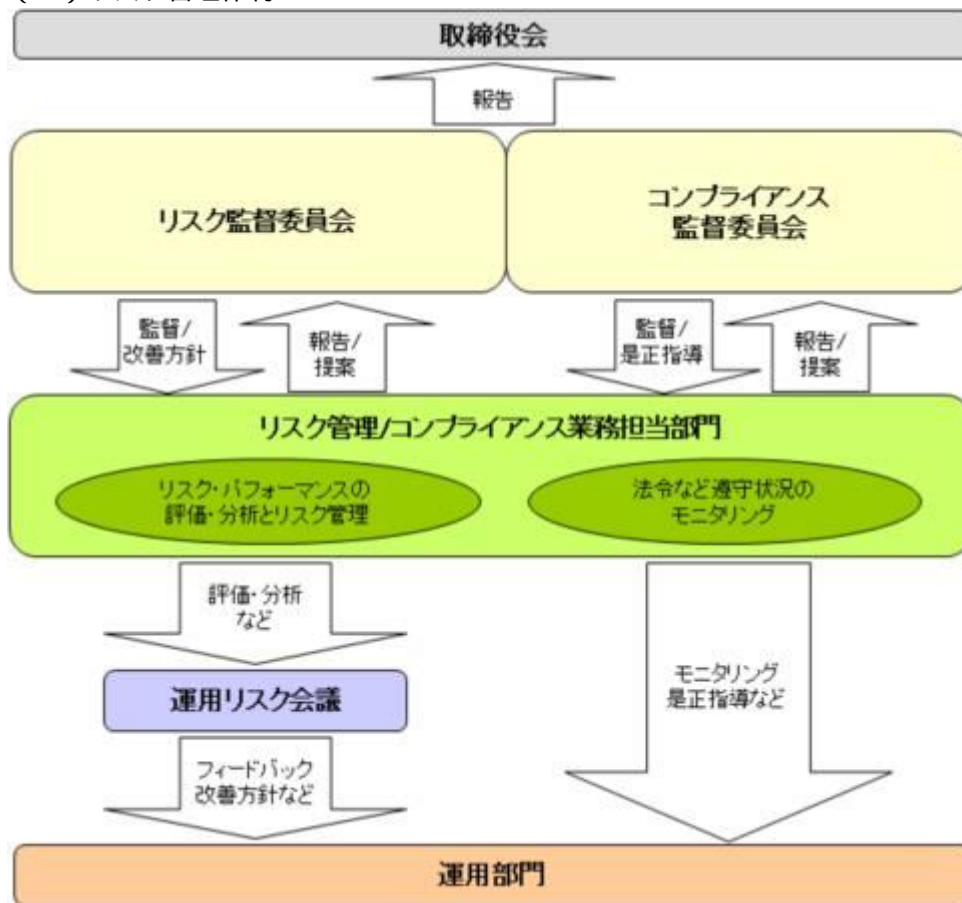 取締役会
報告
リスク監督委員会
コンプライアンス
監督委員会
監督/
改善方針
報告/
提案
監督/
是正指導
報告/
提案
リスク管理/コンプライアンス業務担当部門
リスク・パフォーマンスの
評価・分析とリスク管理
法令など遵守状況の
モニタリング
評価・分析
など
モニタリング
是正指導など
運用リスク会議
フィードバック
改善方針など
運用部門